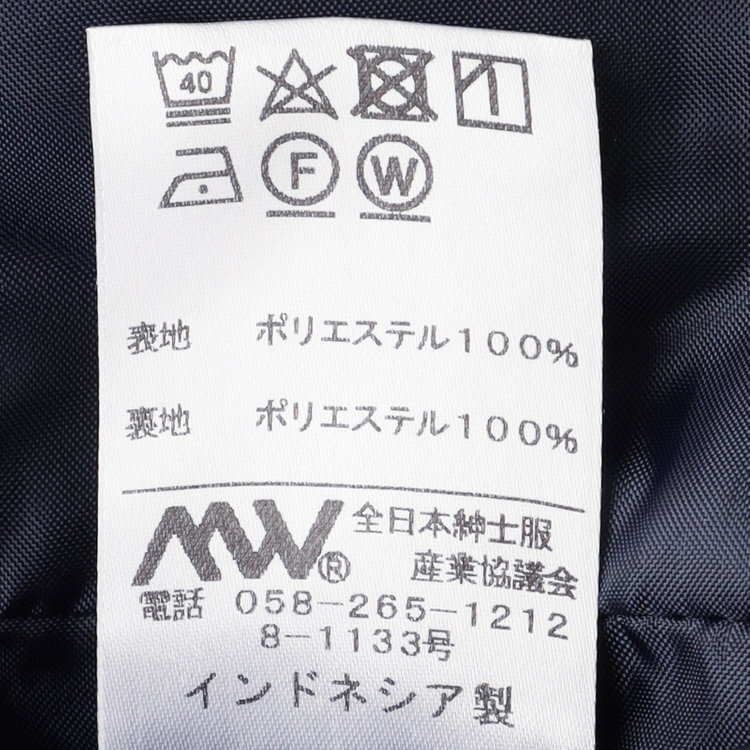 40
F W
表地 ポリエステル100%
裏地 ポリエステル100%
MW® 全日本紳士服
産業協議会
電話 058-265-1212
8-1133号
インドネシア製